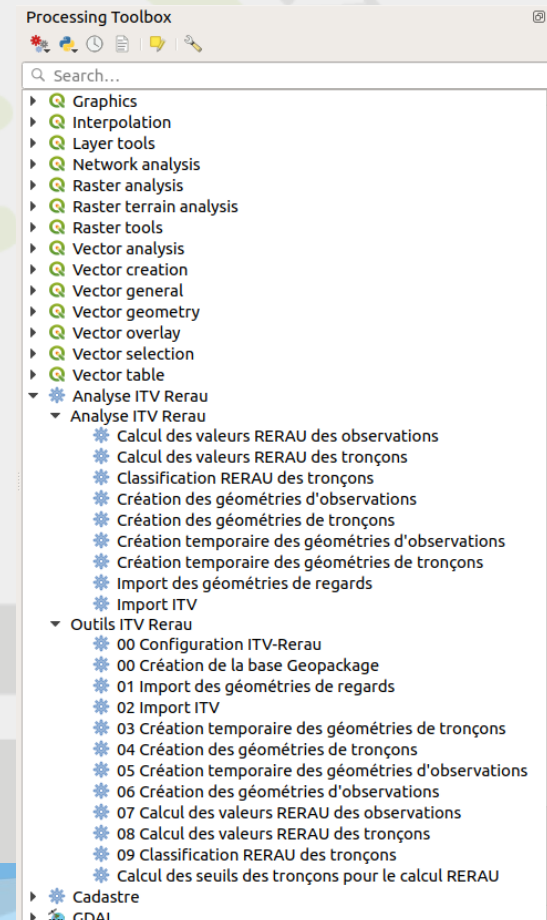 Processing Toolbox
Search...
Graphics
Interpolation
Layer tools
Network analysis
Raster analysis
Raster terrain analysis
Raster tools
Vector analysis
Vector creation
Vector general
Vector geometry
Vector overlay
Vector selection
Vector table
Analyse ITV Rerau
Analyse ITV Rerau
Calcul des valeurs RERAU des observations
Calcul des valeurs RERAU des tronçons
Classification RERAU des tronçons
Création des géométries d'observations
Création des géométries de tronçons
Création temporaire des géométries d'observations
Création temporaire des géométries de tronçons
Import des géométries de regards
Import ITV
Outils ITV Rerau
00 Configuration ITV-Rerau
00 Création de la base Geopackage
01 Import des géométries de regards
02 Import ITV
03 Création temporaire des géométries de tronçons
04 Création des géométries de tronçons
05 Création temporaire des géométries d'observations
06 Création des géométries d'observations
07 Calcul des valeurs RERAU des observations
08 Calcul des valeurs RERAU des tronçons
09 Classification RERAU des tronçons
Calcul des seuils des tronçons pour le calcul RERAU
Cadastre
GDAL